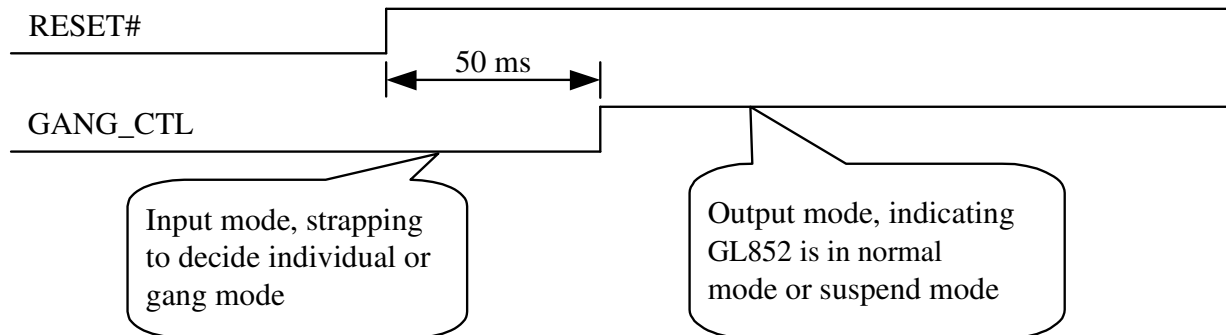 RESET#
50 ms
GANG_CTL
Input mode, strapping
to decide individual or
gang mode
Output mode, indicating
GL852 is in normal
mode or suspend mode